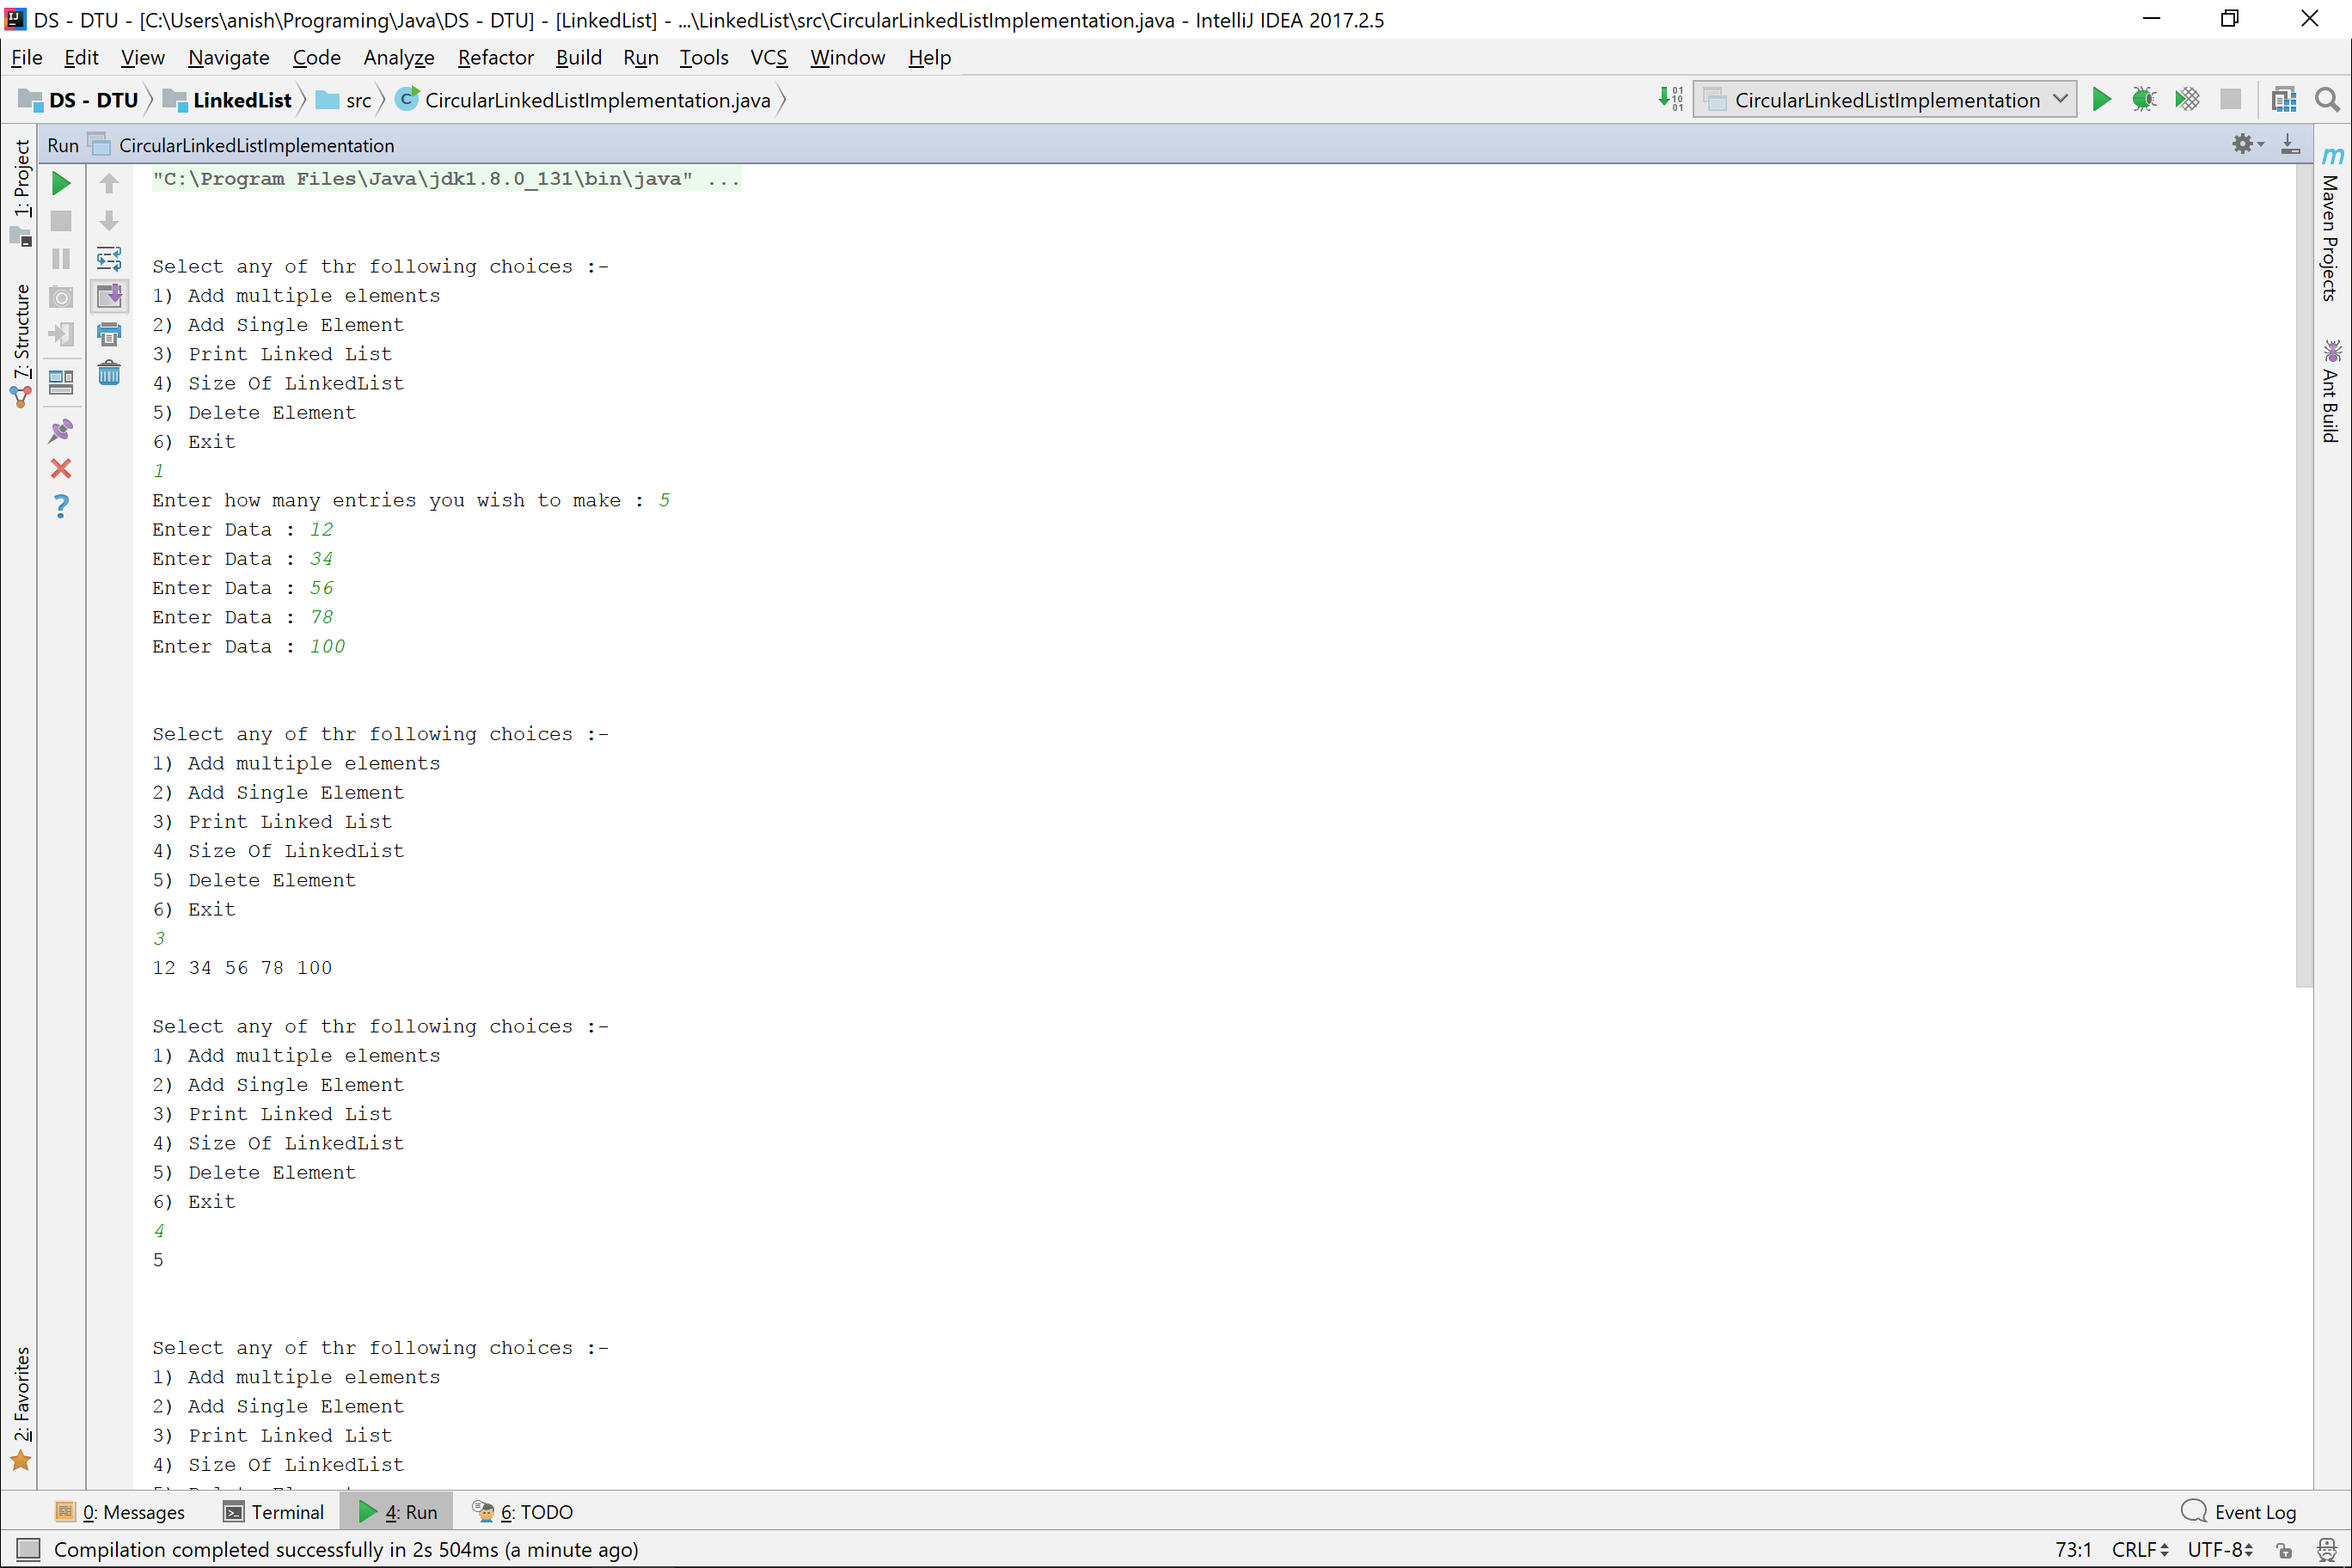 DS - DTU - [C:\Users\anish\Programing\Java\DS - DTU] - [LinkedList] - ...\LinkedList\src\CircularLinkedListImplementation.java - IntelliJ IDEA 2017.2.5
File Edit View Navigate Code Analyze Refactor Build Run Tools VCS Window Help
DS - DTU LinkedList src CircularLinkedListImplementation.java CircularLinkedListImplementation
Run CircularLinkedListImplementation
1: Project
7: Structure
2: Favorites
Maven Projects
Ant Build
"C:\Program Files\Java\jdk1.8.0_131\bin\java" ...
Select any of thr following choices :-
1) Add multiple elements
2) Add Single Element
3) Print Linked List
4) Size Of LinkedList
5) Delete Element
6) Exit
1
Enter how many entries you wish to make : 5
Enter Data : 12
Enter Data : 34
Enter Data : 56
Enter Data : 78
Enter Data : 100
Select any of thr following choices :-
1) Add multiple elements
2) Add Single Element
3) Print Linked List
4) Size Of LinkedList
5) Delete Element
6) Exit
3
12 34 56 78 100
Select any of thr following choices :-
1) Add multiple elements
2) Add Single Element
3) Print Linked List
4) Size Of LinkedList
5) Delete Element
6) Exit
4
5
Select any of thr following choices :-
1) Add multiple elements
2) Add Single Element
3) Print Linked List
4) Size Of LinkedList
0: Messages Terminal 4: Run 6: TODO Event Log
Compilation completed successfully in 2s 504ms (a minute ago) 73:1 CRLF UTF-8